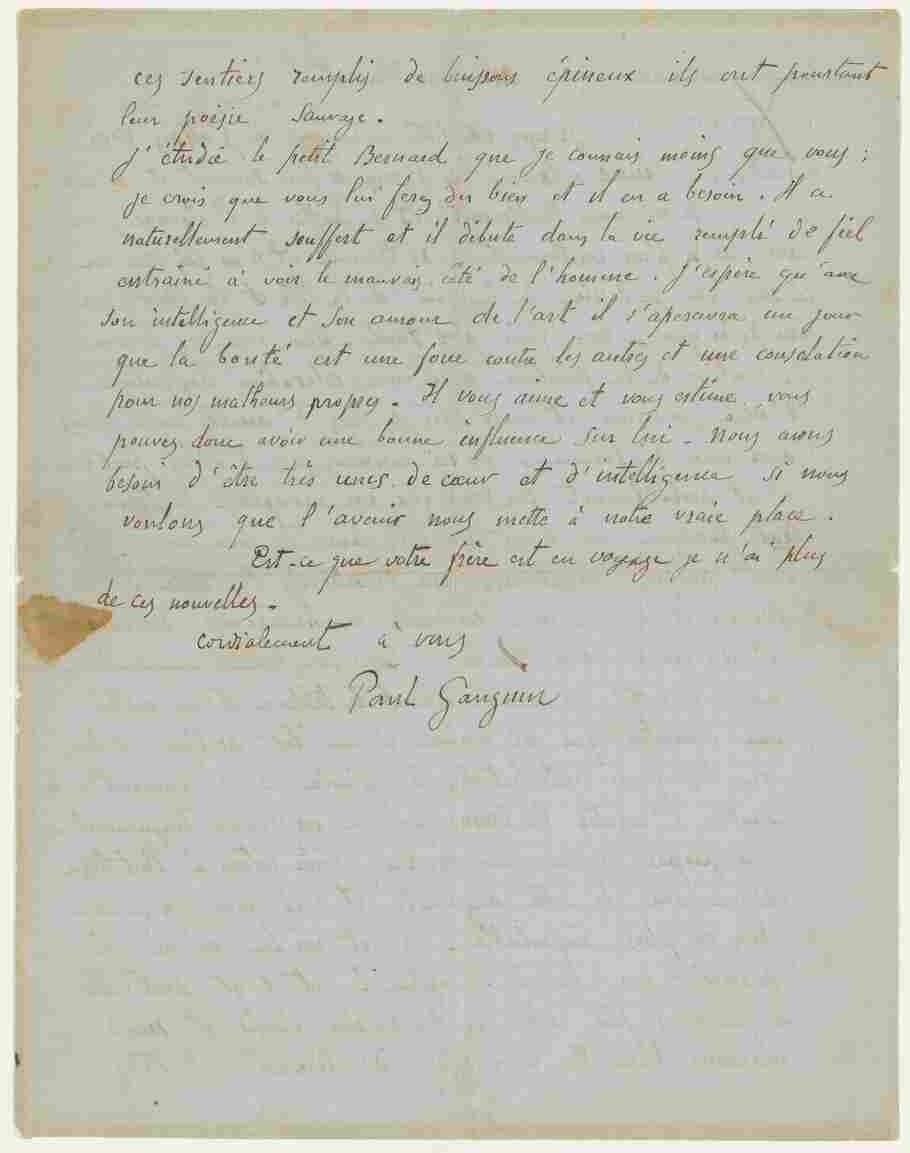 ces sentiers remplis de buissons épineux ils ont pourtant
leur poésie sauvage.
J'étudie le petit Bernard que je connais moins que vous ;
je crois que vous lui ferez du bien et il en a besoin. Il a
naturellement souffert et il débute dans la vie rempli de fiel
entraîné à voir le mauvais côté de l'homme. J'espère qu'avec
son intelligence et son amour de l'art il s'apercevra un jour
que la bonté est une force contre les autres et une consolation
pour nos malheurs propres. Il vous aime et vous estime vous
pouvez donc avoir une bonne influence sur lui - Nous avons
besoin d'être très unis de cœur et d'intelligence si nous
voulons que l'avenir nous mette à notre vraie place.
Est-ce que votre frère est en voyage je n'ai plus
de ces nouvelles.
cordialement à vous
Paul Gauguin